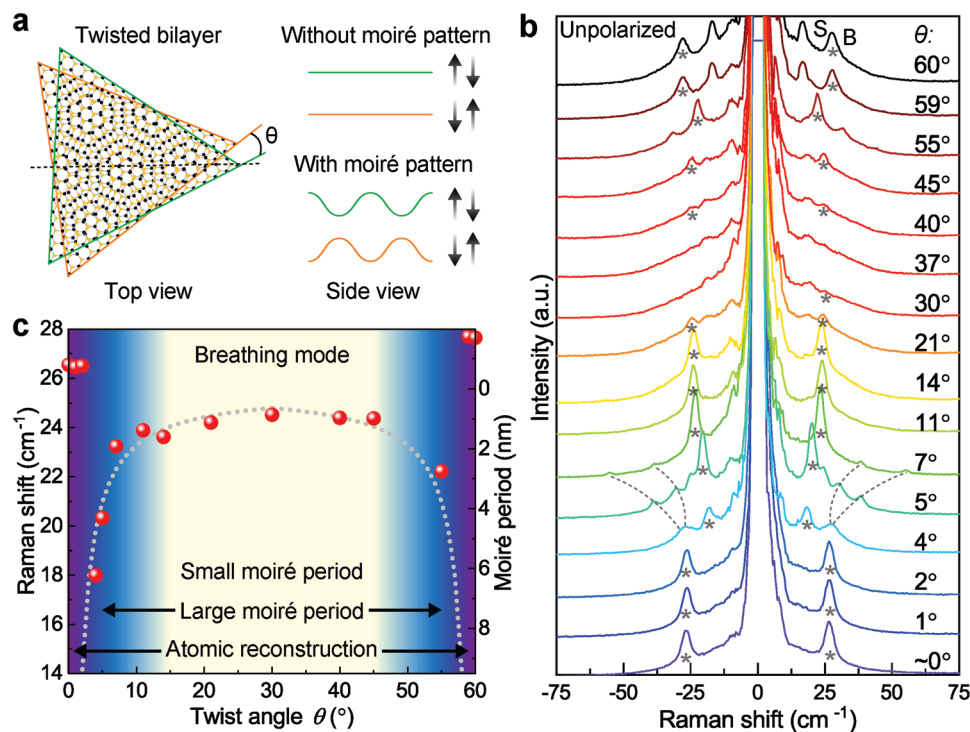 a
Twisted bilayer
Without moiré pattern
θ
With moiré pattern
Top view
Side view
b
Unpolarized
S
B
θ:
60°
59°
55°
45°
40°
37°
30°
21°
14°
11°
7°
5°
4°
2°
1°
~0°
Intensity (a.u.)
-75 -50 -25 0 25 50 75
Raman shift (cm⁻¹)
c
Breathing mode
28
26
24
22
20
18
16
14
Raman shift (cm⁻¹)
0
2
4
6
8
Moiré period (nm)
Small moiré period
Large moiré period
Atomic reconstruction
0 10 20 30 40 50 60
Twist angle θ (°)